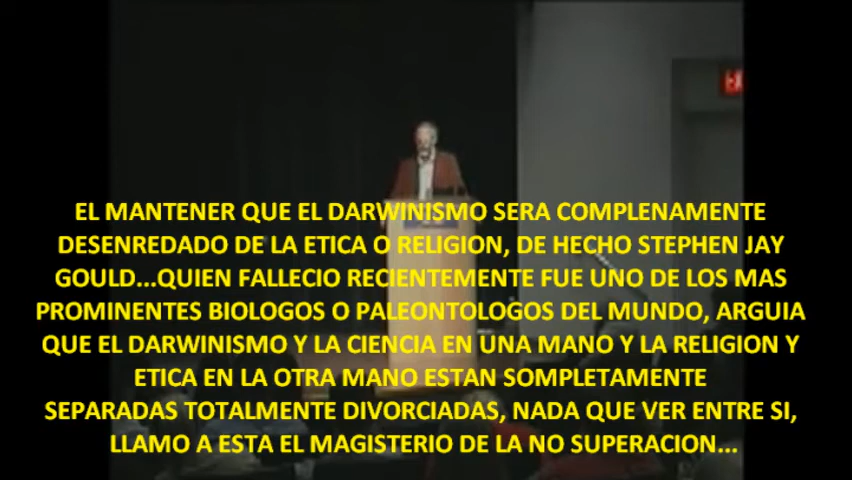 EL MANTENER QUE EL DARWINISMO SERA COMPLENAMENTE
DESENREDADO DE LA ETICA O RELIGION, DE HECHO STEPHEN JAY
GOULD...QUIEN FALLECIO RECIENTEMENTE FUE UNO DE LOS MAS
PROMINENTES BIOLOGOS O PALEONTOLOGOS DEL MUNDO, ARGUIA
QUE EL DARWINISMO Y LA CIENCIA EN UNA MANO Y LA RELIGION Y
ETICA EN LA OTRA MANO ESTAN SOMPLETAMENTE
SEPARADAS TOTALMENTE DIVORCIADAS, NADA QUE VER ENTRE SI,
LLAMO A ESTA EL MAGISTERIO DE LA NO SUPERACION...